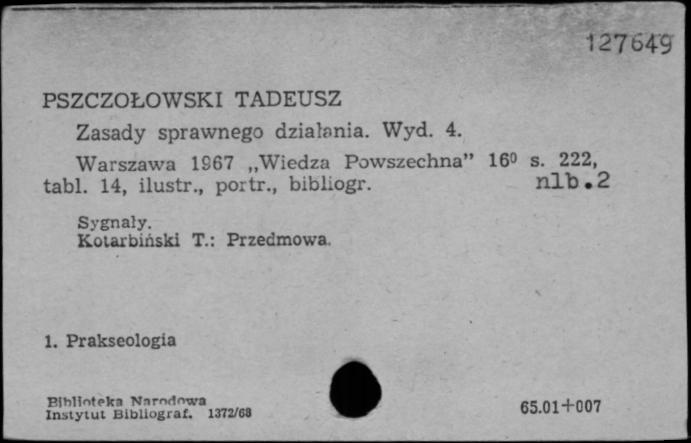 127649
PSZCZOŁOWSKI TADEUSZ
Zasady sprawnego działania. Wyd. 4.
Warszawa 1967 „Wiedza Powszechna” 16⁰ s. 222,
tabl. 14, ilustr., portr., bibliogr. nlb.2
Sygnały.
Kotarbiński T.: Przedmowa.
1. Prakseologia
Biblioteka Narodowa
Instytut Bibliograf. 1372/68
65.01+007